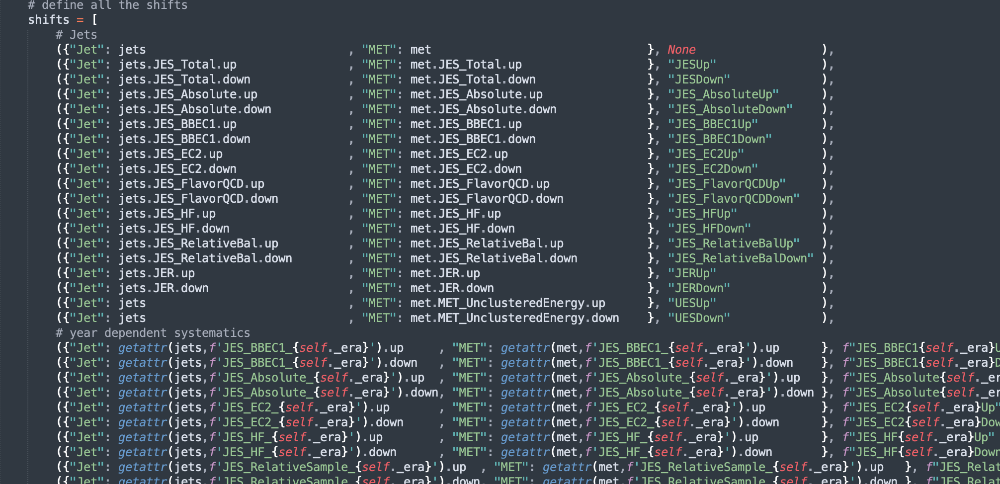 # define all the shifts
shifts = [
# Jets
({"Jet": jets , "MET": met }, None ),
({"Jet": jets.JES_Total.up , "MET": met.JES_Total.up }, "JESUp" ),
({"Jet": jets.JES_Total.down , "MET": met.JES_Total.down }, "JESDown" ),
({"Jet": jets.JES_Absolute.up , "MET": met.JES_Absolute.up }, "JES_AbsoluteUp" ),
({"Jet": jets.JES_Absolute.down , "MET": met.JES_Absolute.down }, "JES_AbsoluteDown" ),
({"Jet": jets.JES_BBEC1.up , "MET": met.JES_BBEC1.up }, "JES_BBEC1Up" ),
({"Jet": jets.JES_BBEC1.down , "MET": met.JES_BBEC1.down }, "JES_BBEC1Down" ),
({"Jet": jets.JES_EC2.up , "MET": met.JES_EC2.up }, "JES_EC2Up" ),
({"Jet": jets.JES_EC2.down , "MET": met.JES_EC2.down }, "JES_EC2Down" ),
({"Jet": jets.JES_FlavorQCD.up , "MET": met.JES_FlavorQCD.up }, "JES_FlavorQCDUp" ),
({"Jet": jets.JES_FlavorQCD.down , "MET": met.JES_FlavorQCD.down }, "JES_FlavorQCDDown" ),
({"Jet": jets.JES_HF.up , "MET": met.JES_HF.up }, "JES_HFUp" ),
({"Jet": jets.JES_HF.down , "MET": met.JES_HF.down }, "JES_HFDown" ),
({"Jet": jets.JES_RelativeBal.up , "MET": met.JES_RelativeBal.up }, "JES_RelativeBalUp" ),
({"Jet": jets.JES_RelativeBal.down , "MET": met.JES_RelativeBal.down }, "JES_RelativeBalDown" ),
({"Jet": jets.JER.up , "MET": met.JER.up }, "JERUp" ),
({"Jet": jets.JER.down , "MET": met.JER.down }, "JERDown" ),
({"Jet": jets , "MET": met.MET_UnclusteredEnergy.up }, "UESUp" ),
({"Jet": jets , "MET": met.MET_UnclusteredEnergy.down }, "UESDown" ),
# year dependent systematics
({"Jet": getattr(jets,f'JES_BBEC1_{self._era}').up , "MET": getattr(met,f'JES_BBEC1_{self._era}').up }, f"JES_BBEC1{self._era}U
({"Jet": getattr(jets,f'JES_BBEC1_{self._era}').down , "MET": getattr(met,f'JES_BBEC1_{self._era}').down }, f"JES_BBEC1{self._era}D
({"Jet": getattr(jets,f'JES_Absolute_{self._era}').up , "MET": getattr(met,f'JES_Absolute_{self._era}').up }, f"JES_Absolute{self._er
({"Jet": getattr(jets,f'JES_Absolute_{self._era}').down, "MET": getattr(met,f'JES_Absolute_{self._era}').down }, f"JES_Absolute{self._er
({"Jet": getattr(jets,f'JES_EC2_{self._era}').up , "MET": getattr(met,f'JES_EC2_{self._era}').up }, f"JES_EC2{self._era}Up"
({"Jet": getattr(jets,f'JES_EC2_{self._era}').down , "MET": getattr(met,f'JES_EC2_{self._era}').down }, f"JES_EC2{self._era}Dow
({"Jet": getattr(jets,f'JES_HF_{self._era}').up , "MET": getattr(met,f'JES_HF_{self._era}').up }, f"JES_HF{self._era}Up"
({"Jet": getattr(jets,f'JES_HF_{self._era}').down , "MET": getattr(met,f'JES_HF_{self._era}').down }, f"JES_HF{self._era}Down
({"Jet": getattr(jets,f'JES_RelativeSample_{self._era}').up , "MET": getattr(met,f'JES_RelativeSample_{self._era}').up }, f"JES_Relat
({"Jet": getattr(jets,f'JES_RelativeSample_{self._era}').down, "MET": getattr(met,f'JES_RelativeSample_{self._era}').down }, f"JES_Relat